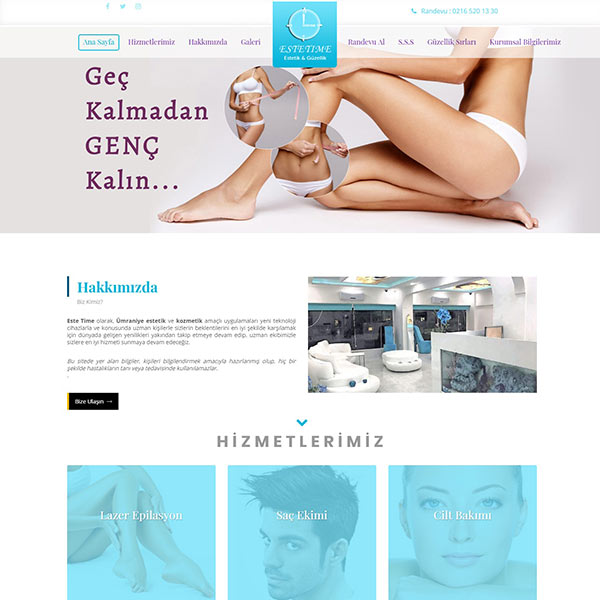 Randevu : 0216 520 13 30
Ana Sayfa Hizmetlerimiz Hakkımızda Galeri
ESTETIME
Estetik & Güzellik
Randevu Al S.S.S Güzellik Sırları Kurumsal Bilgilerimiz
Geç
Kalmadan
GENÇ
Kalın...
Hakkımızda
Biz Kimiz?
Este Time olarak, Ümraniye estetik ve kozmetik amaçlı uygulamaları yeni teknoloji
cihazlarla ve konusunda uzman kişilerle sizlerin beklentilerini en iyi şekilde karşılamak
için dünyada gelişen yenilikleri yakından takip etmeye devam edip, uzman ekibimizle
sizlere en iyi hizmeti sunmaya devam edeceğiz.
Bu sitede yer alan bilgiler, kişileri bilgilendirmek amacıyla hazırlanmış olup, hiç bir
şekilde hastalıkların tanı veya tedavisinde kullanılamazlar.
.
Bize Ulaşın →
HİZMETLERİMİZ
Lazer Epilasyon
Saç Ekimi
Cilt Bakımı